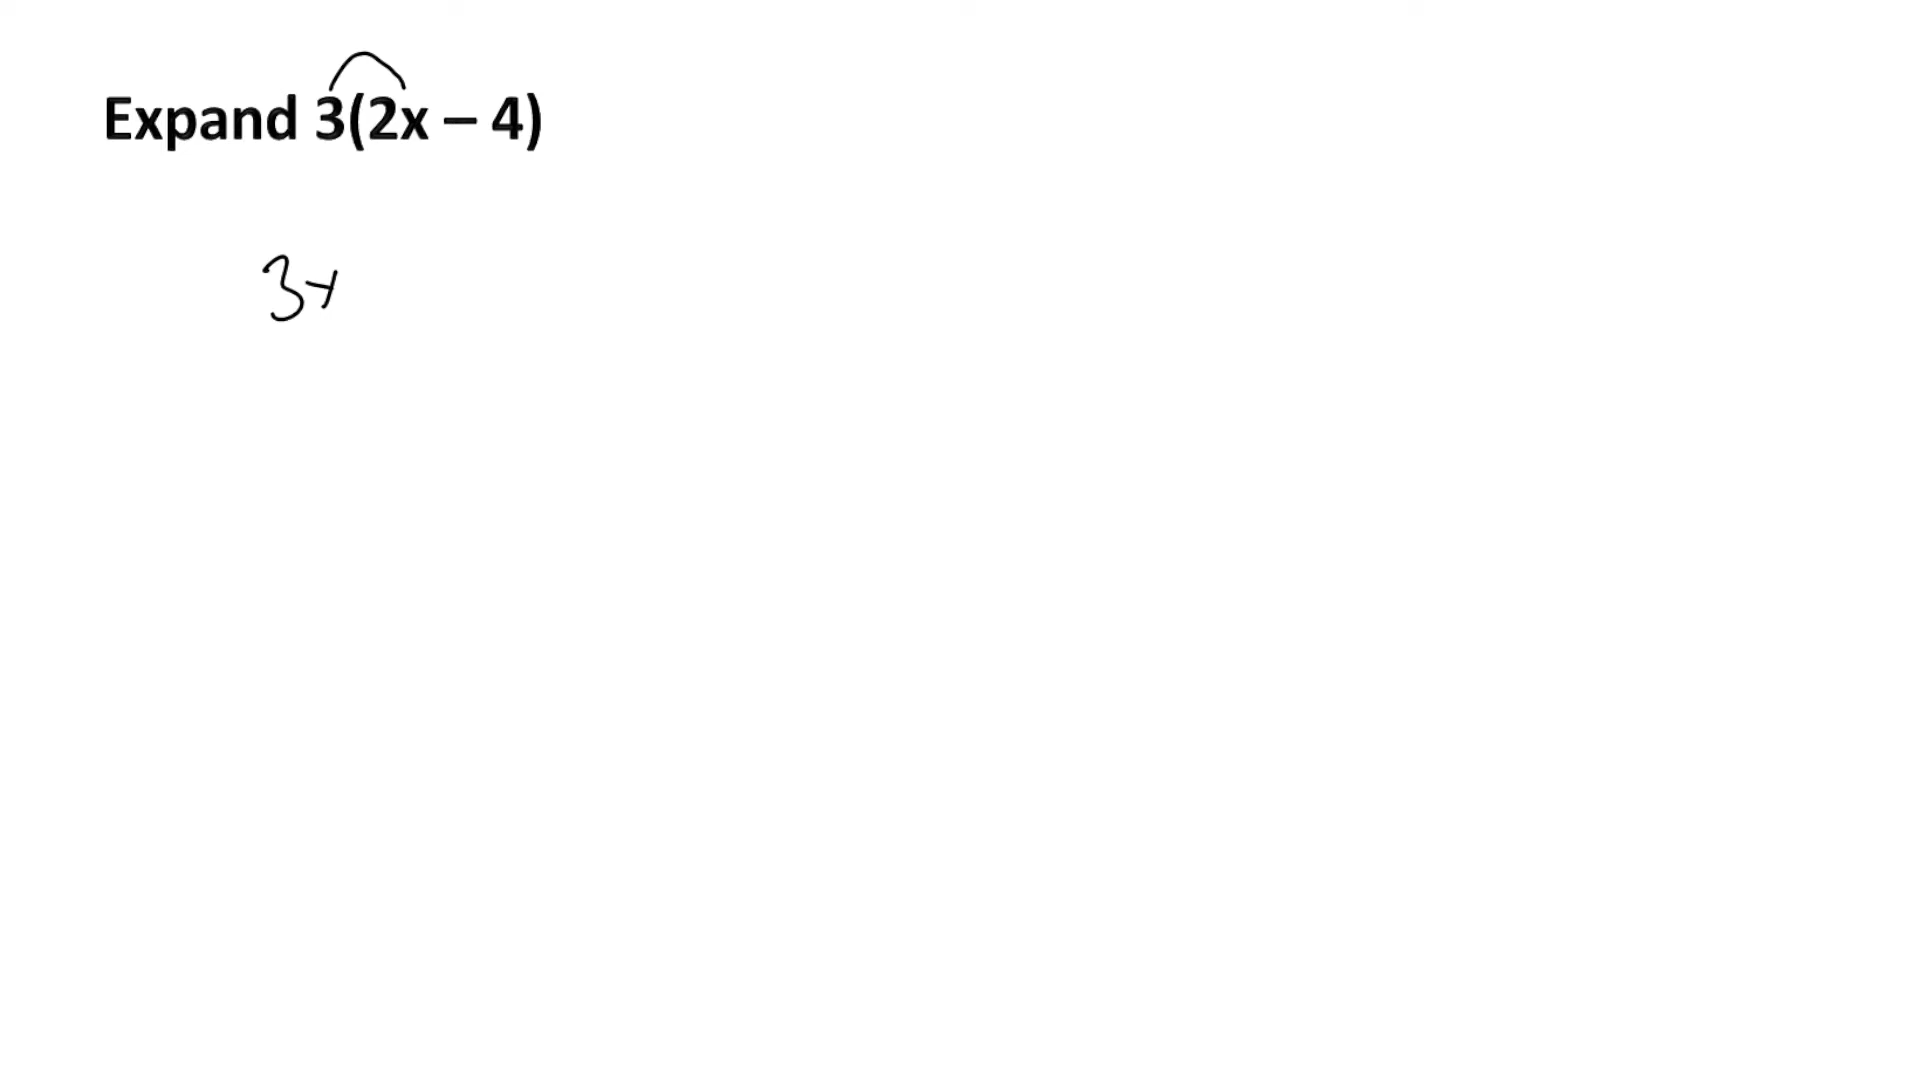 Expand 3(2x – 4)
3+